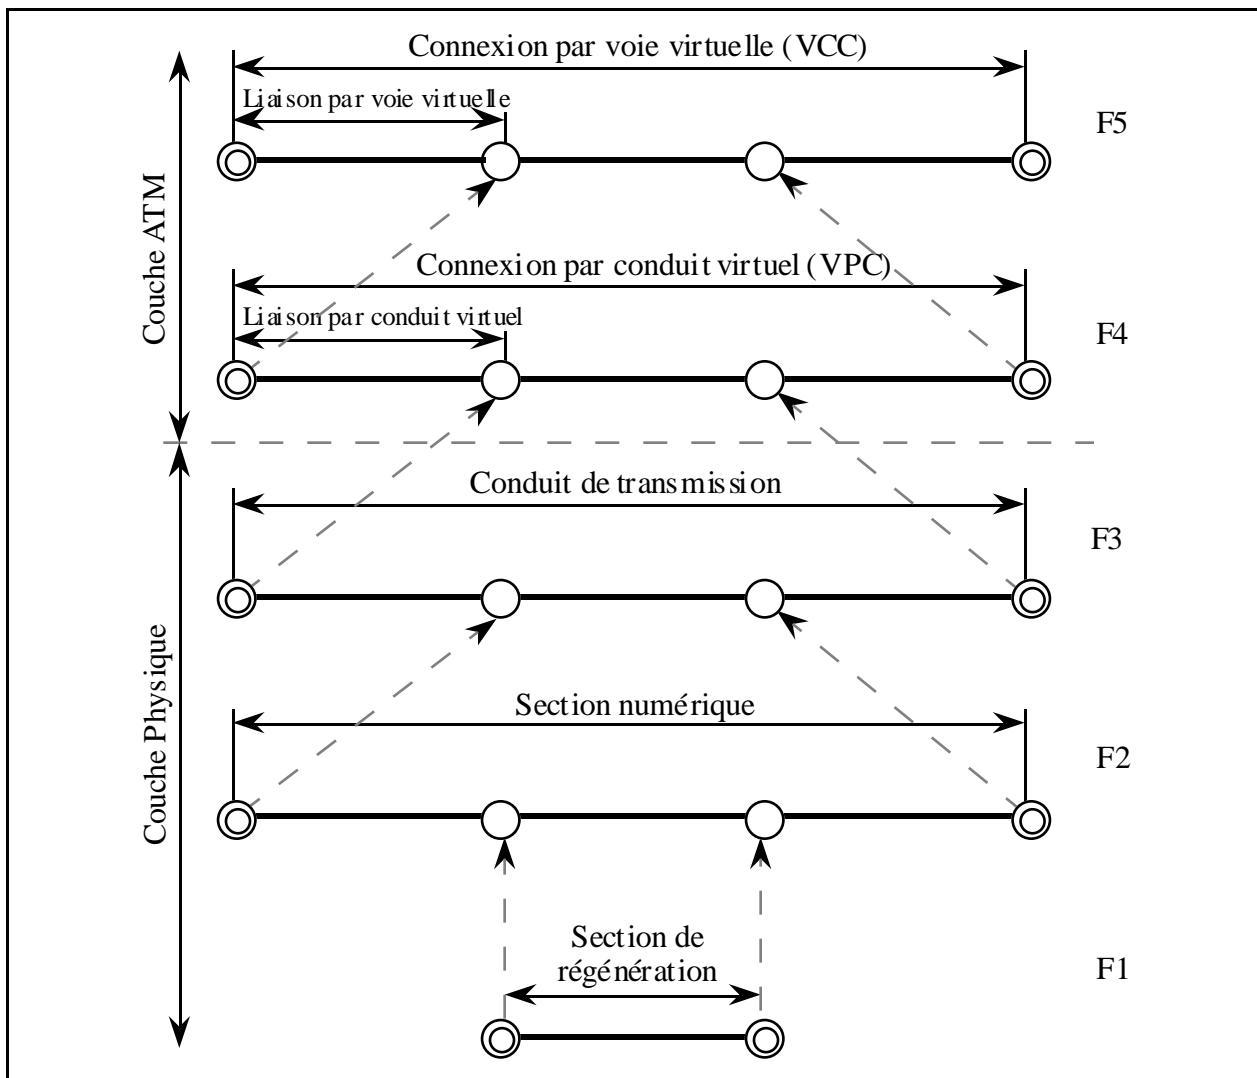 Connexion par voie virtuelle (VCC)
Liaison par voie virtuelle
F5
Couche ATM
Connexion par conduit virtuel (VPC)
Liaison par conduit virtuel
F4
Conduit de transmission
F3
Couche Physique
Section numérique
F2
Section de
régénération
F1